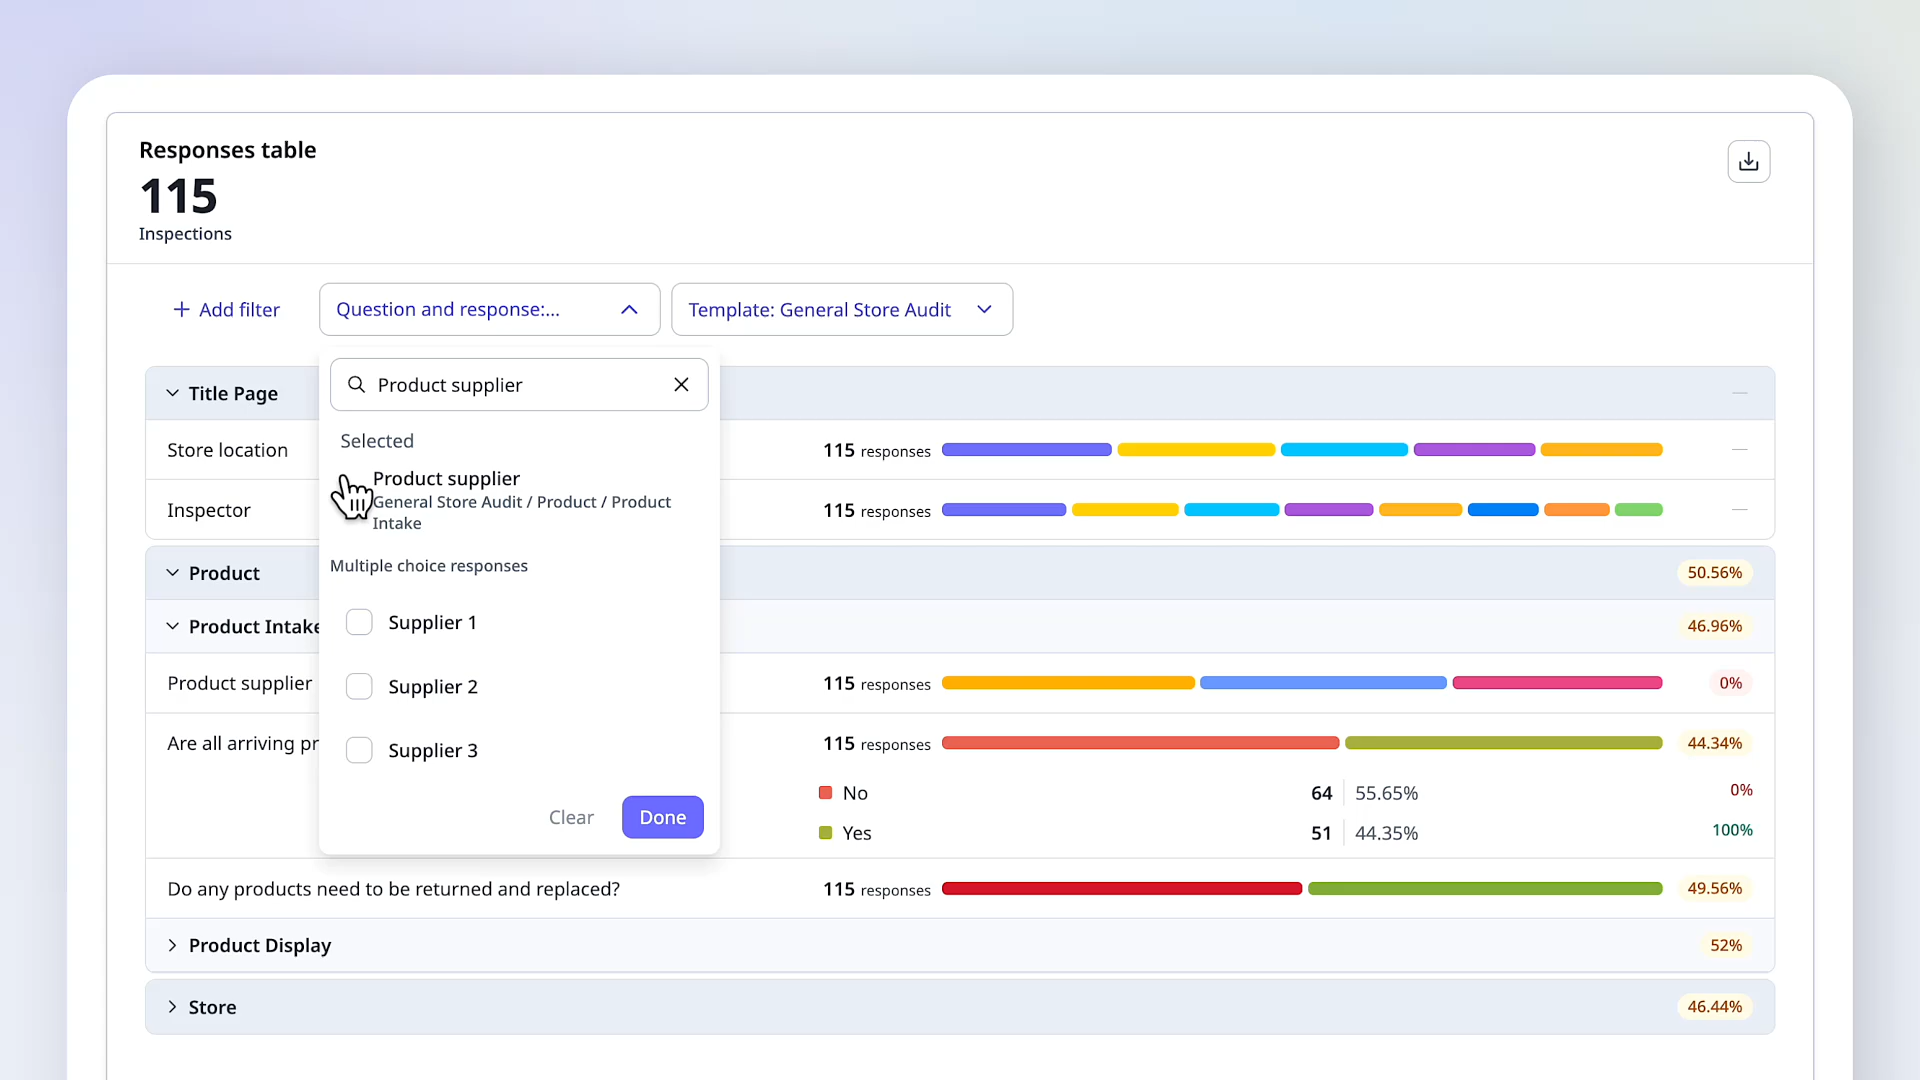 Responses table
115
Inspections
Add filter
Question and response:...
Template: General Store Audit
Product supplier
Selected
Product supplier
General Store Audit / Product / Product
Intake
Multiple choice responses
Supplier 1
Supplier 2
Supplier 3
Clear
Done
Title Page —
Store location 115 responses —
Inspector 115 responses —
Product 50.56%
Product Intake 46.96%
Product supplier 115 responses 0%
Are all arriving pr 115 responses 44.34%
No 64 55.65% 0%
Yes 51 44.35% 100%
Do any products need to be returned and replaced? 115 responses 49.56%
Product Display 52%
Store 46.44%